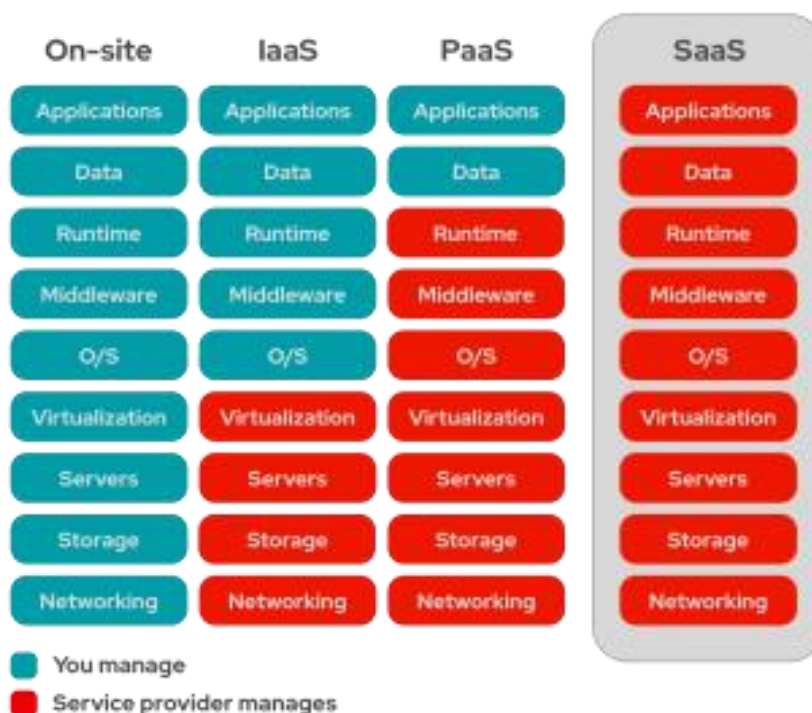 On-site IaaS PaaS SaaS
Applications Applications Applications Applications
Data Data Data Data
Runtime Runtime Runtime Runtime
Middleware Middleware Middleware Middleware
O/S O/S O/S O/S
Virtualization Virtualization Virtualization Virtualization
Servers Servers Servers Servers
Storage Storage Storage Storage
Networking Networking Networking Networking
You manage
Service provider manages